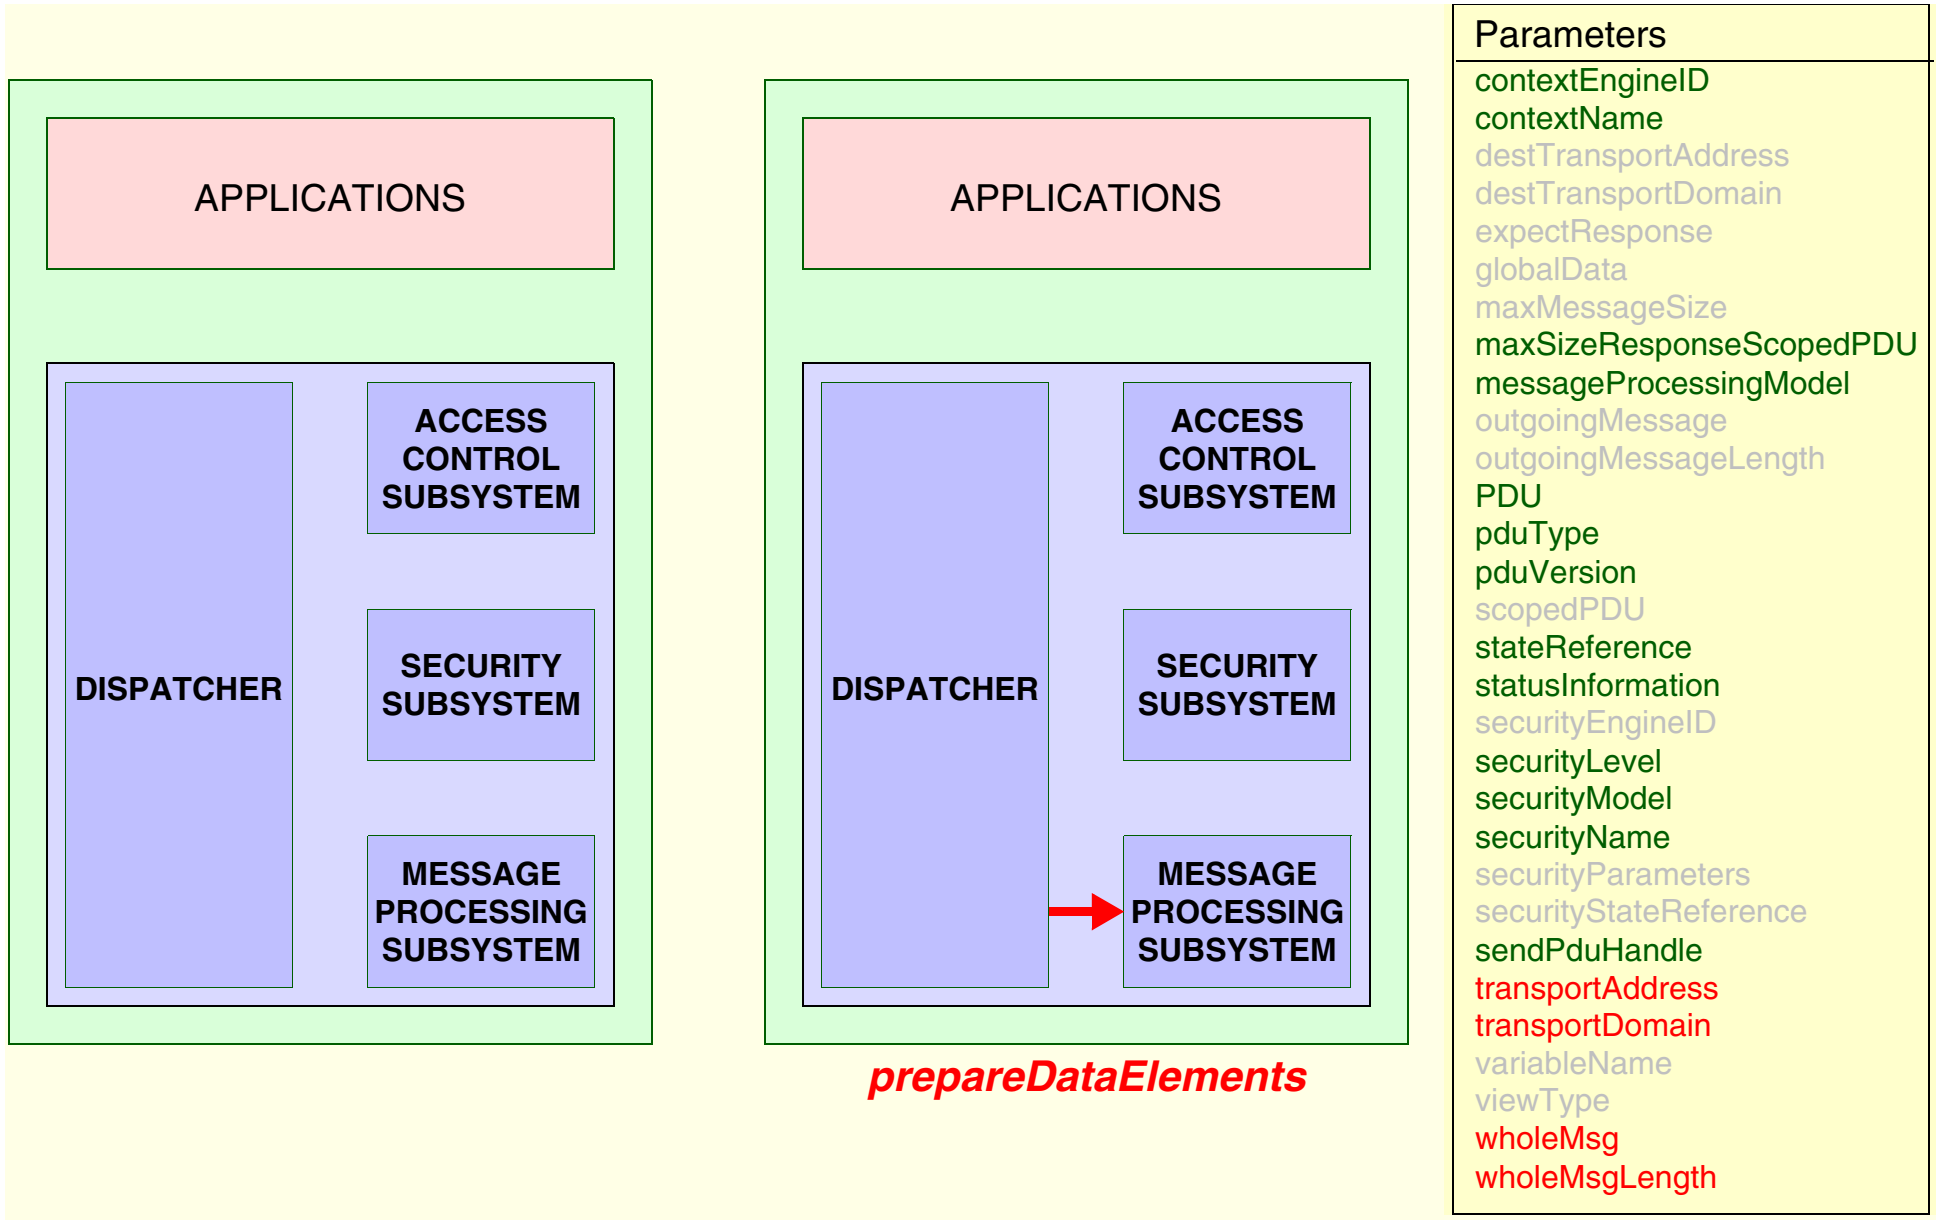 APPLICATIONS
DISPATCHER
ACCESS
CONTROL
SUBSYSTEM
SECURITY
SUBSYSTEM
MESSAGE
PROCESSING
SUBSYSTEM
APPLICATIONS
DISPATCHER
ACCESS
CONTROL
SUBSYSTEM
SECURITY
SUBSYSTEM
MESSAGE
PROCESSING
SUBSYSTEM
prepareDataElements
Parameters
contextEngineID
contextName
destTransportAddress
destTransportDomain
expectResponse
globalData
maxMessageSize
maxSizeResponseScopedPDU
messageProcessingModel
outgoingMessage
outgoingMessageLength
PDU
pduType
pduVersion
scopedPDU
stateReference
statusInformation
securityEngineID
securityLevel
securityModel
securityName
securityParameters
securityStateReference
sendPduHandle
transportAddress
transportDomain
variableName
viewType
wholeMsg
wholeMsgLength